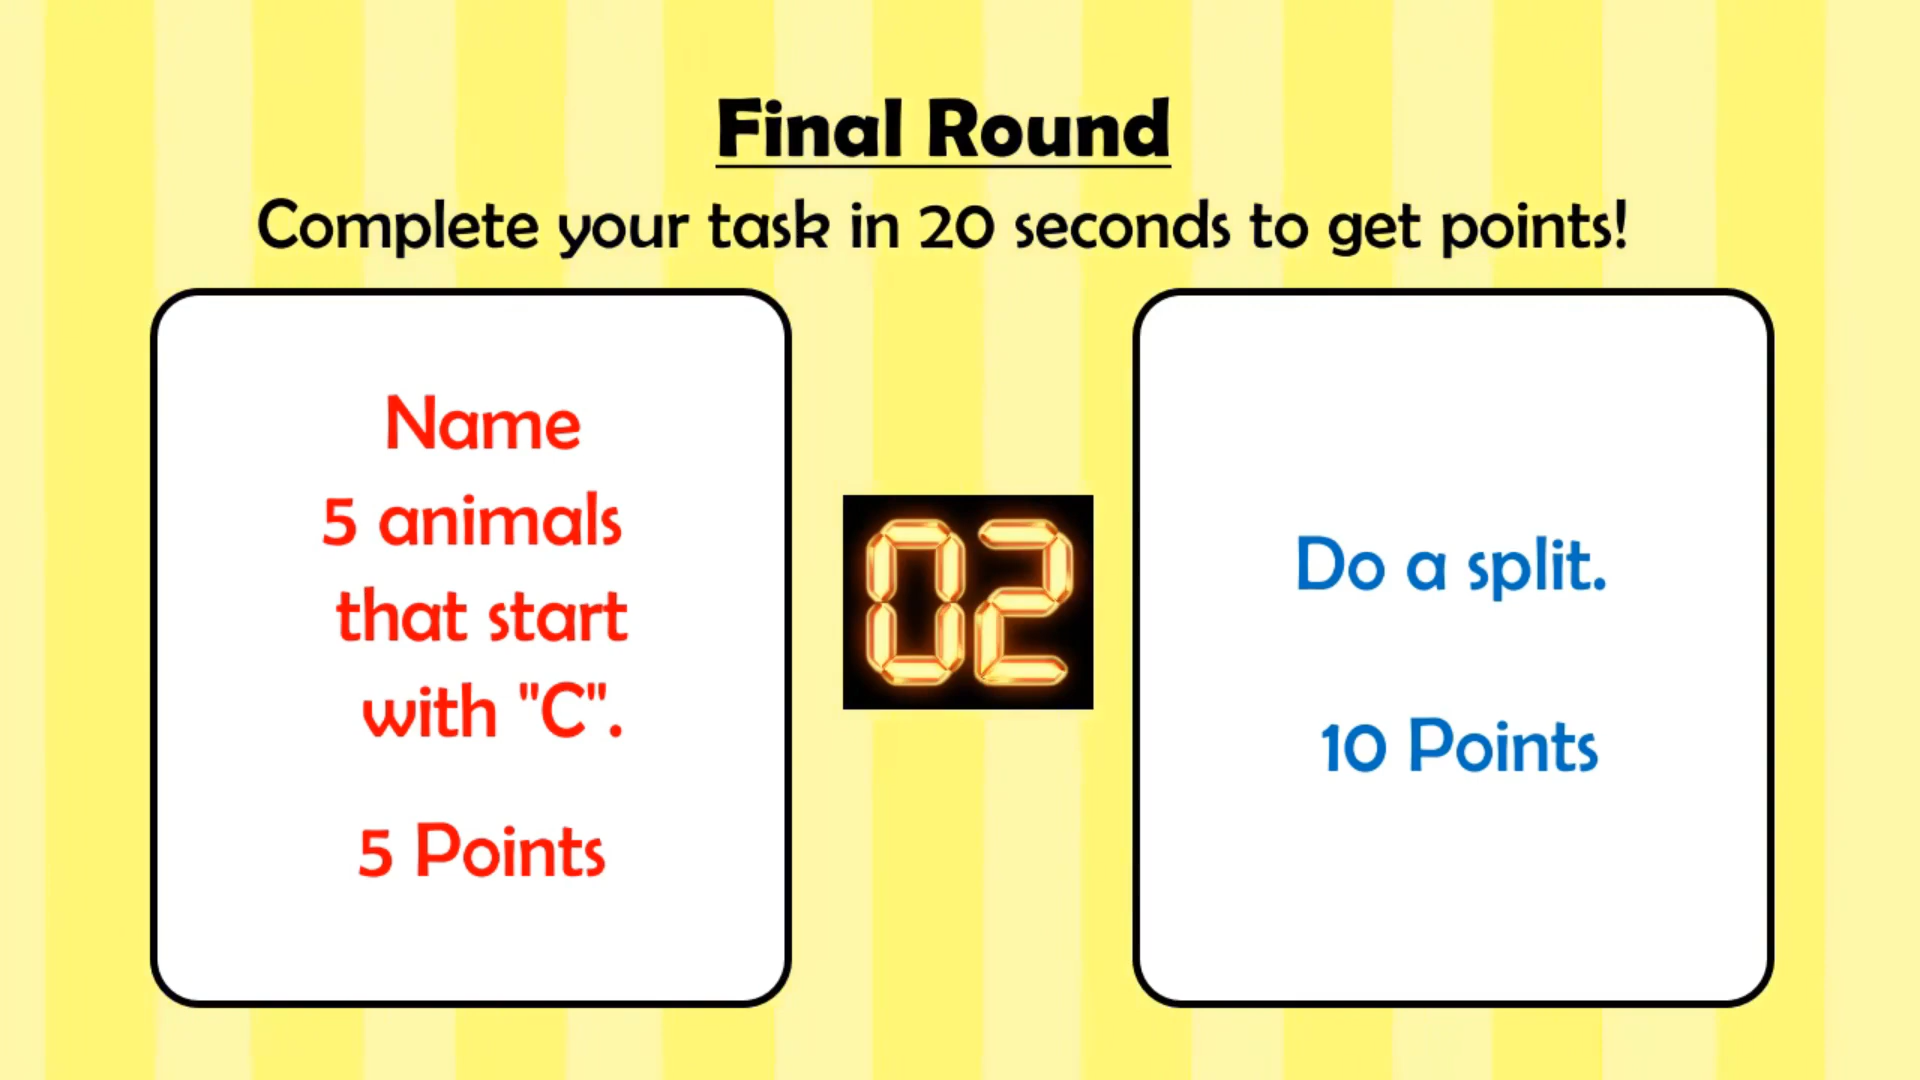 Final Round
Complete your task in 20 seconds to get points!
Name
5 animals
that start
with "C".
5 Points
02
Do a split.
10 Points